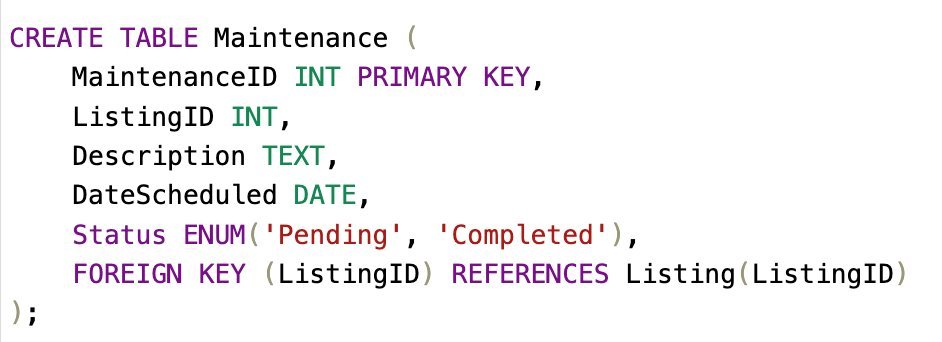 CREATE TABLE Maintenance (
    MaintenanceID INT PRIMARY KEY,
    ListingID INT,
    Description TEXT,
    DateScheduled DATE,
    Status ENUM('Pending', 'Completed'),
    FOREIGN KEY (ListingID) REFERENCES Listing(ListingID)
);